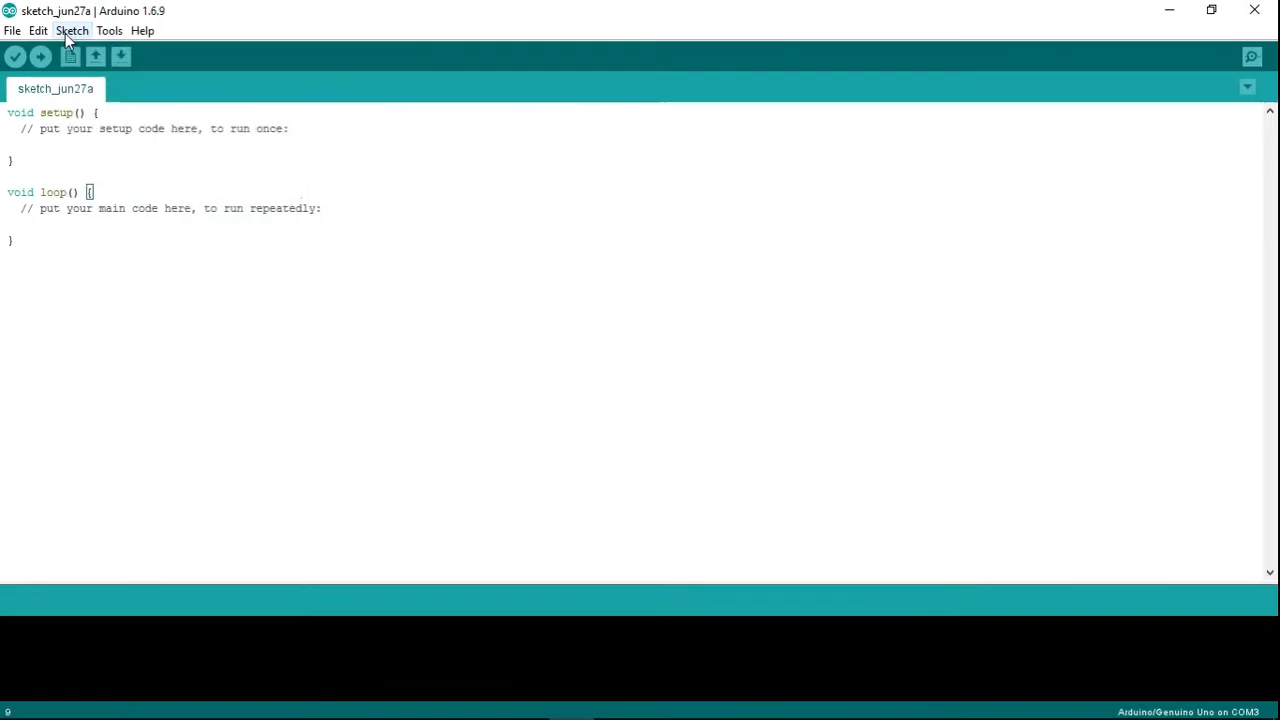 sketch_jun27a | Arduino 1.6.9
File Edit Sketch Tools Help
sketch_jun27a
void setup() {
  // put your setup code here, to run once:
}
void loop() {
  // put your main code here, to run repeatedly:
}
9
Arduino/Genuino Uno on COM3